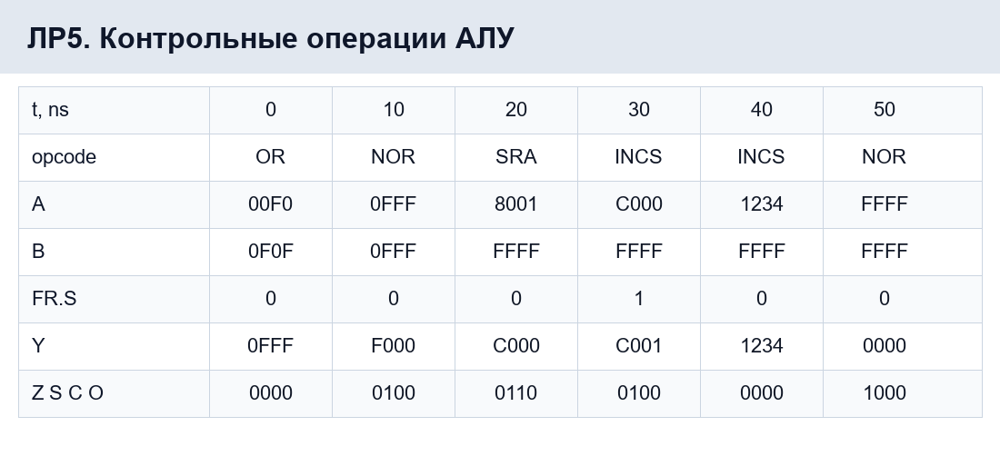 ЛР5. Контрольные операции АЛУ
t, ns 0 10 20 30 40 50
opcode OR NOR SRA INCS INCS NOR
A 00F0 0FFF 8001 C000 1234 FFFF
B 0F0F 0FFF FFFF FFFF FFFF FFFF
FR.S 0 0 0 1 0 0
Y 0FFF F000 C000 C001 1234 0000
Z S C O 0000 0100 0110 0100 0000 1000